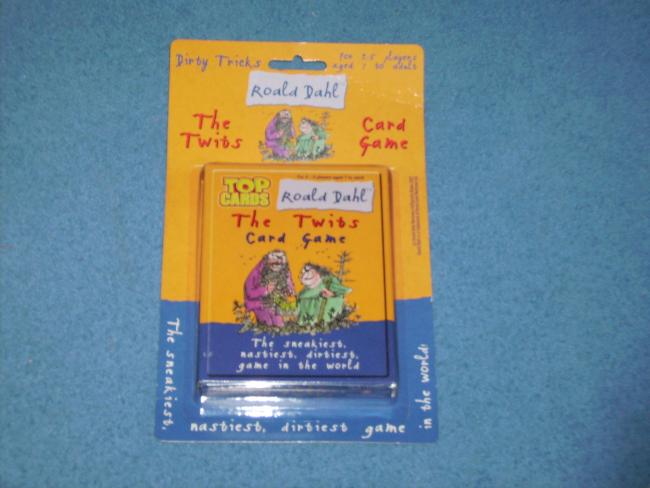 Dirty Tricks
for 2-5 players
aged 7 to adult
Roald Dahl
The
Twits
Card
Game
TOP
CARDS
Roald Dahl
The Twits
Card Game
The sneakiest,
nastiest, dirtiest,
game in the world
The sneakiest,
nastiest, dirtiest game
in the world!